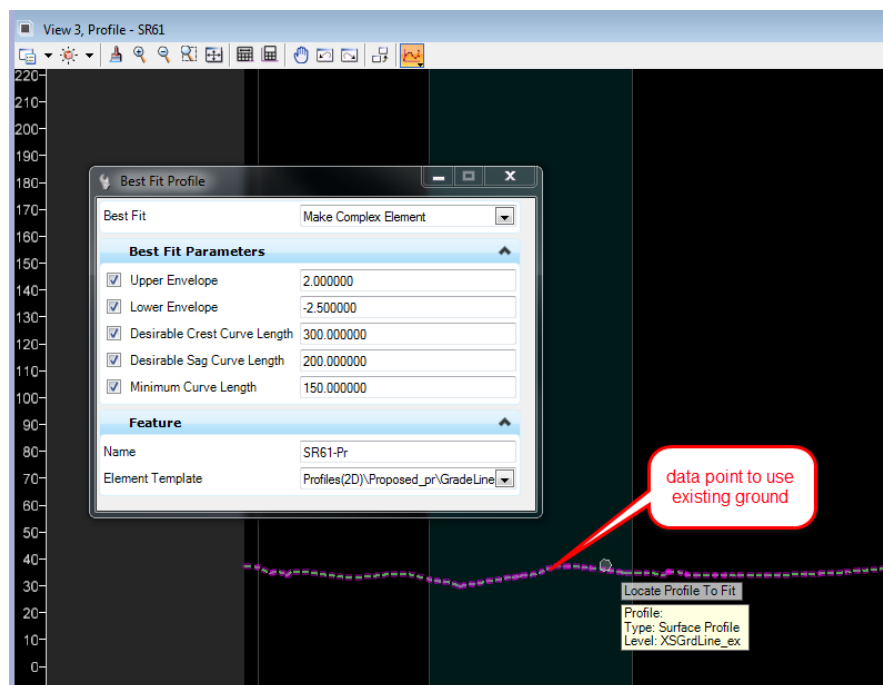 View 3, Profile - SR61
220
210
200
190
180
170
160
150
140
130
120
110
100
90
80
70
60
50
40
30
20
10
0
Best Fit Profile
Best Fit Make Complex Element
Best Fit Parameters
Upper Envelope 2.000000
Lower Envelope -2.500000
Desirable Crest Curve Length 300.000000
Desirable Sag Curve Length 200.000000
Minimum Curve Length 150.000000
Feature
Name SR61-Pr
Element Template Profiles(2D)\Proposed_pr\GradeLine
data point to use
existing ground
Locate Profile To Fit
Profile:
Type: Surface Profile
Level: XSGrdLine_ex